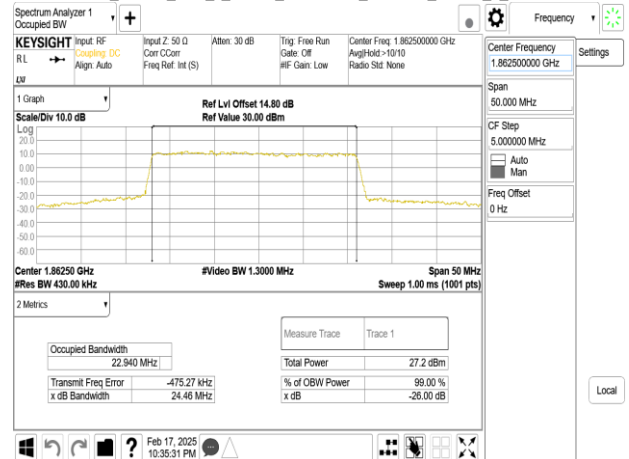 Spectrum Analyzer 1
Occupied BW
Frequency
KEYSIGHT
RL
Input: RF
Coupling: DC
Align: Auto
Input Z: 50 Ω
Corr CCorr
Freq Ref: Int (S)
Atten: 30 dB
Trig: Free Run
Gate: Off
#IF Gain: Low
Center Freq: 1.862500000 GHz
Avg|Hold:>10/10
Radio Std: None
LXI
Center Frequency
1.862500000 GHz
Settings
Span
50.000 MHz
CF Step
5.000000 MHz
Auto
Man
Freq Offset
0 Hz
Local
1 Graph
Scale/Div 10.0 dB
Ref Lvl Offset 14.80 dB
Ref Value 30.00 dBm
Log
20.0
10.0
0.00
-10.0
-20.0
-30.0
-40.0
-50.0
-60.0
Center 1.86250 GHz
#Res BW 430.00 kHz
#Video BW 1.3000 MHz
Span 50 MHz
Sweep 1.00 ms (1001 pts)
2 Metrics
Measure Trace
Trace 1
Occupied Bandwidth
22.940 MHz
Total Power
27.2 dBm
Transmit Freq Error
-475.27 kHz
% of OBW Power
99.00 %
x dB Bandwidth
24.46 MHz
x dB
-26.00 dB
?
Feb 17, 2025
10:35:31 PM